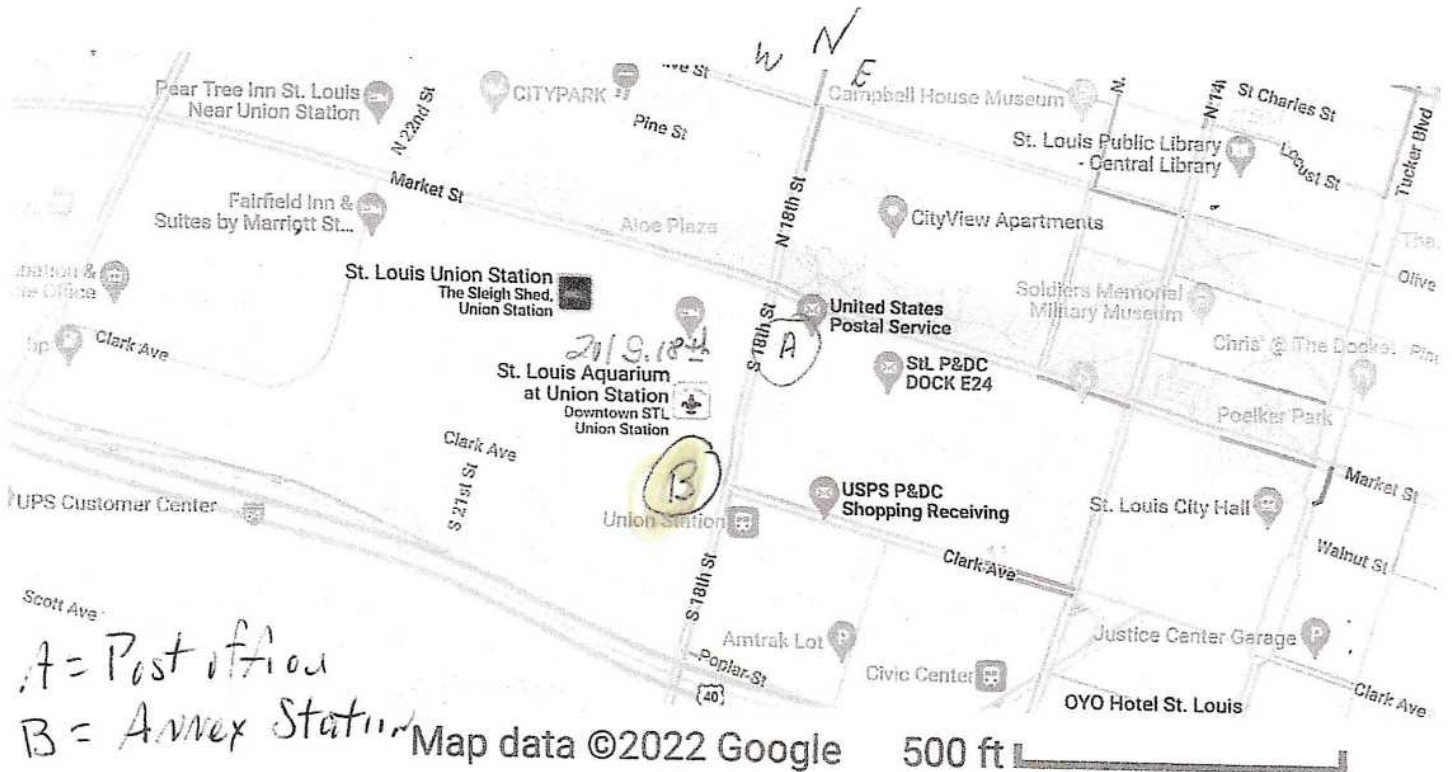 W N E
ve St
Pear Tree Inn St. Louis
Near Union Station
N 22nd St
CITYPARK
Pine St
Campbell House Museum
N.
N 14
St Charles St
St. Louis Public Library
- Central Library
Locust St
Tucker Blvd
Market St
Fairfield Inn &
Suites by Marriott St...
Aloe Plaza
N 18th St
CityView Apartments
The
Olive
St. Louis Union Station
The Sleigh Shed,
Union Station
United States
Postal Service
Soldiers Memorial
Military Museum
bp
Clark Ave
201 S. 18th
S 18th St
A
StL P&DC
DOCK E24
Chris' @ The Docket
Pine
St. Louis Aquarium
at Union Station
Downtown STL
Union Station
Poelker Park
Clark Ave
S 21st St
B
USPS P&DC
Shopping Receiving
Market St
UPS Customer Center
64
Union Station
St. Louis City Hall
Walnut St
Clark Ave
S 18th St
Scott Ave
Amtrak Lot
Justice Center Garage
Poplar St
40
Civic Center
Clark Ave
OYO Hotel St. Louis
A = Post office
B = Annex Station
Map data ©2022 Google 500 ft